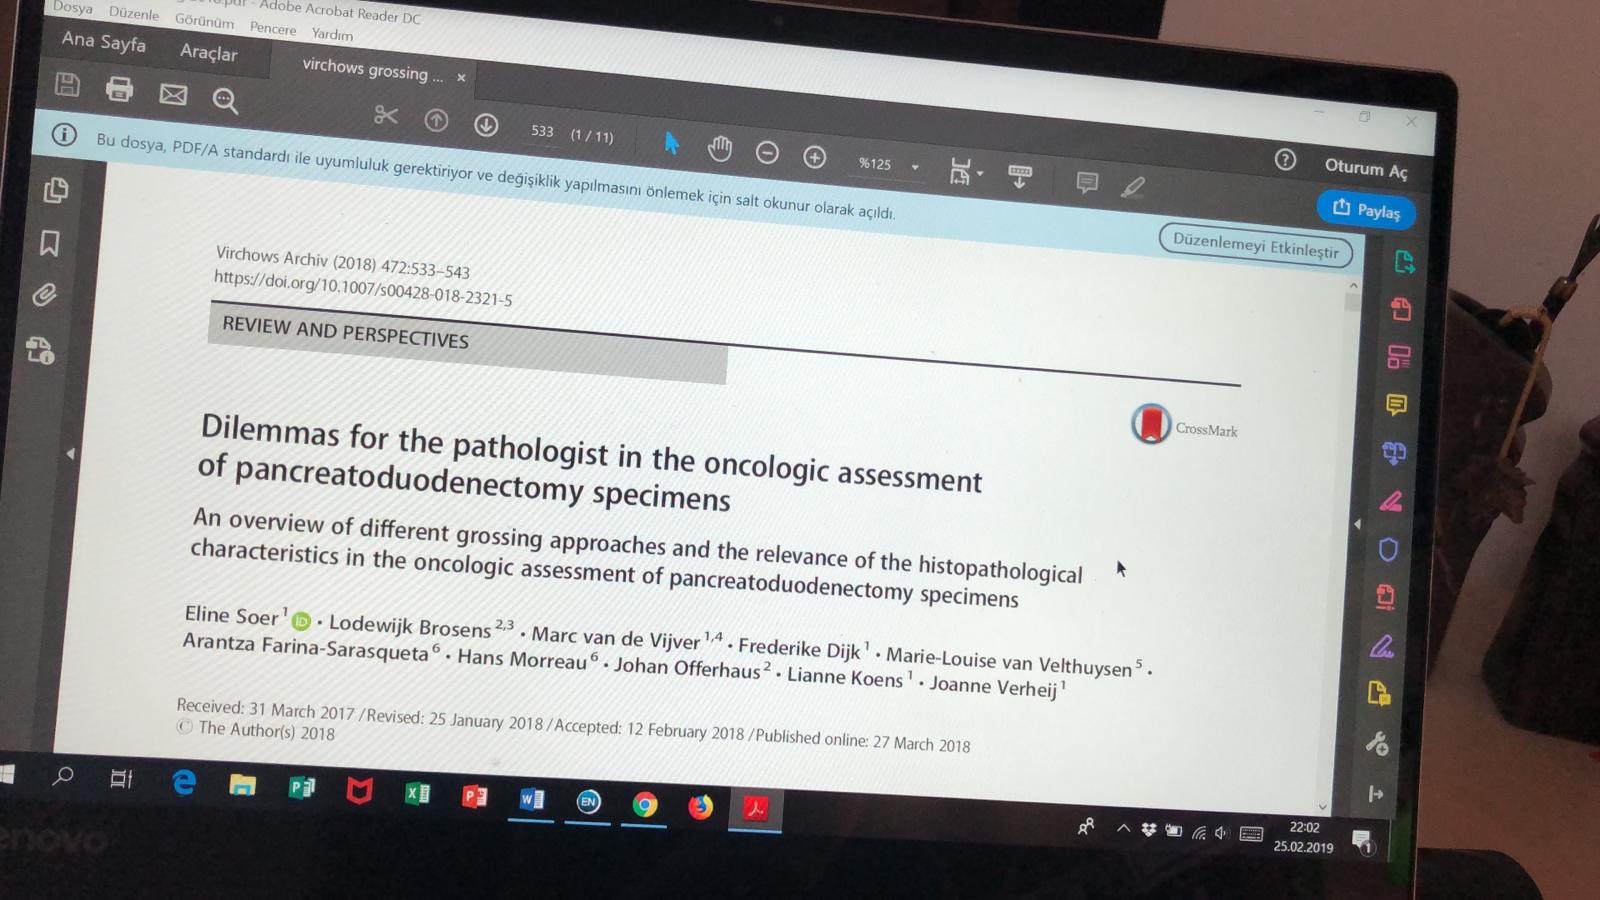 - Adobe Acrobat Reader DC
Dosya Düzenle Görünüm Pencere Yardım
Ana Sayfa Araçlar virchows grossing ... ×
533 (1 / 11) %125 Oturum Aç
Paylaş
Bu dosya, PDF/A standardı ile uyumluluk gerektiriyor ve değişiklik yapılmasını önlemek için salt okunur olarak açıldı.
Düzenlemeyi Etkinleştir
Virchows Archiv (2018) 472:533–543
https://doi.org/10.1007/s00428-018-2321-5
REVIEW AND PERSPECTIVES
CrossMark
Dilemmas for the pathologist in the oncologic assessment
of pancreatoduodenectomy specimens
An overview of different grossing approaches and the relevance of the histopathological
characteristics in the oncologic assessment of pancreatoduodenectomy specimens
Eline Soer 1 iD · Lodewijk Brosens 2,3 · Marc van de Vijver 1,4 · Frederike Dijk 1 · Marie-Louise van Velthuysen 5 ·
Arantza Farina-Sarasqueta 6 · Hans Morreau 6 · Johan Offerhaus 2 · Lianne Koens 1 · Joanne Verheij 1
Received: 31 March 2017 / Revised: 25 January 2018 / Accepted: 12 February 2018 / Published online: 27 March 2018
© The Author(s) 2018
EN
22:02
25.02.2019
1